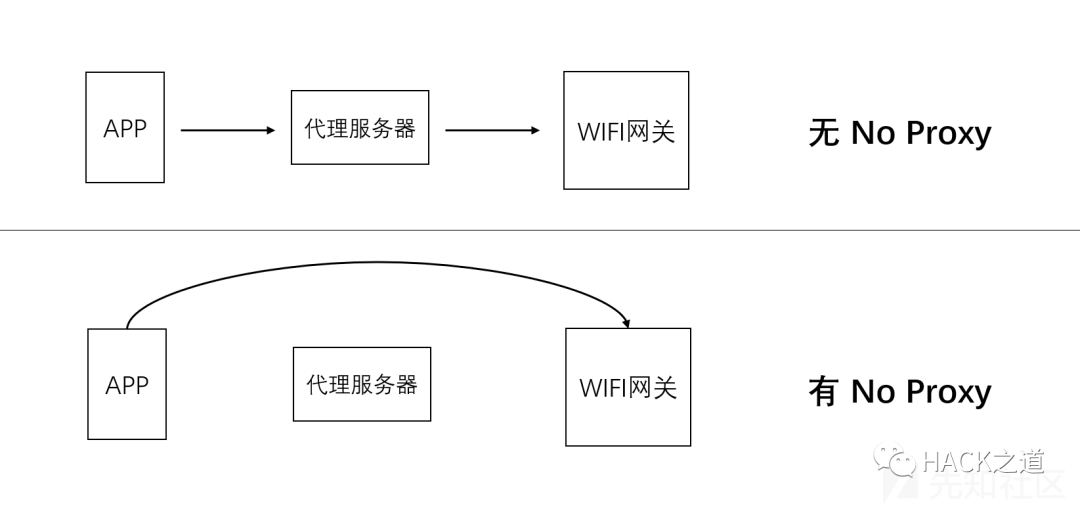 APP
代理服务器
WIFI网关
无 No Proxy
APP
代理服务器
WIFI网关
有 No Proxy
HACK之道
先知社区